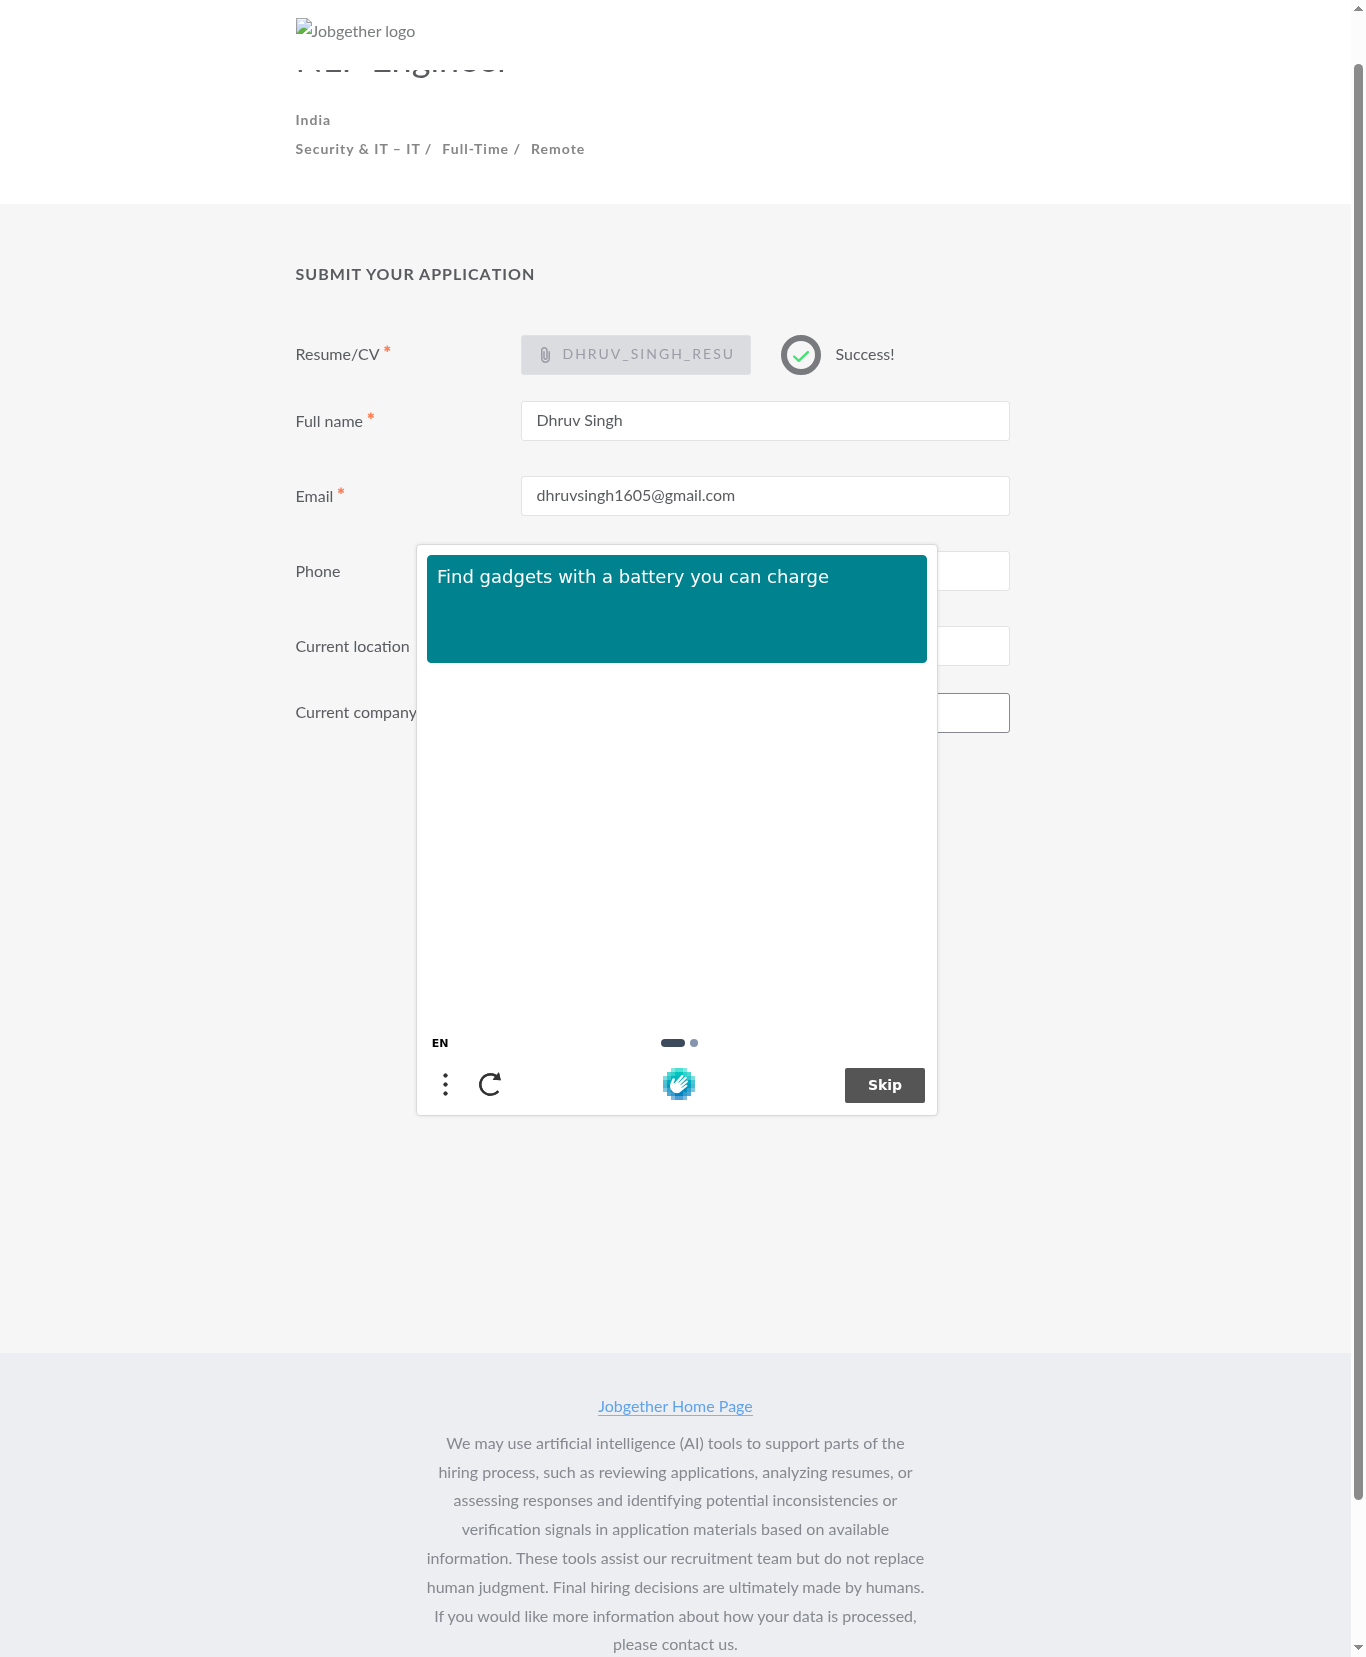 Jobgether logo
NLP Engineer
India
Security & IT – IT / Full-Time / Remote
SUBMIT YOUR APPLICATION
Resume/CV *
DHRUV_SINGH_RESU
Success!
Full name *
Dhruv Singh
Email *
dhruvsingh1605@gmail.com
Phone
Find gadgets with a battery you can charge
Current location
Current company
EN
Skip
Jobgether Home Page
We may use artificial intelligence (AI) tools to support parts of the
hiring process, such as reviewing applications, analyzing resumes, or
assessing responses and identifying potential inconsistencies or
verification signals in application materials based on available
information. These tools assist our recruitment team but do not replace
human judgment. Final hiring decisions are ultimately made by humans.
If you would like more information about how your data is processed,
please contact us.